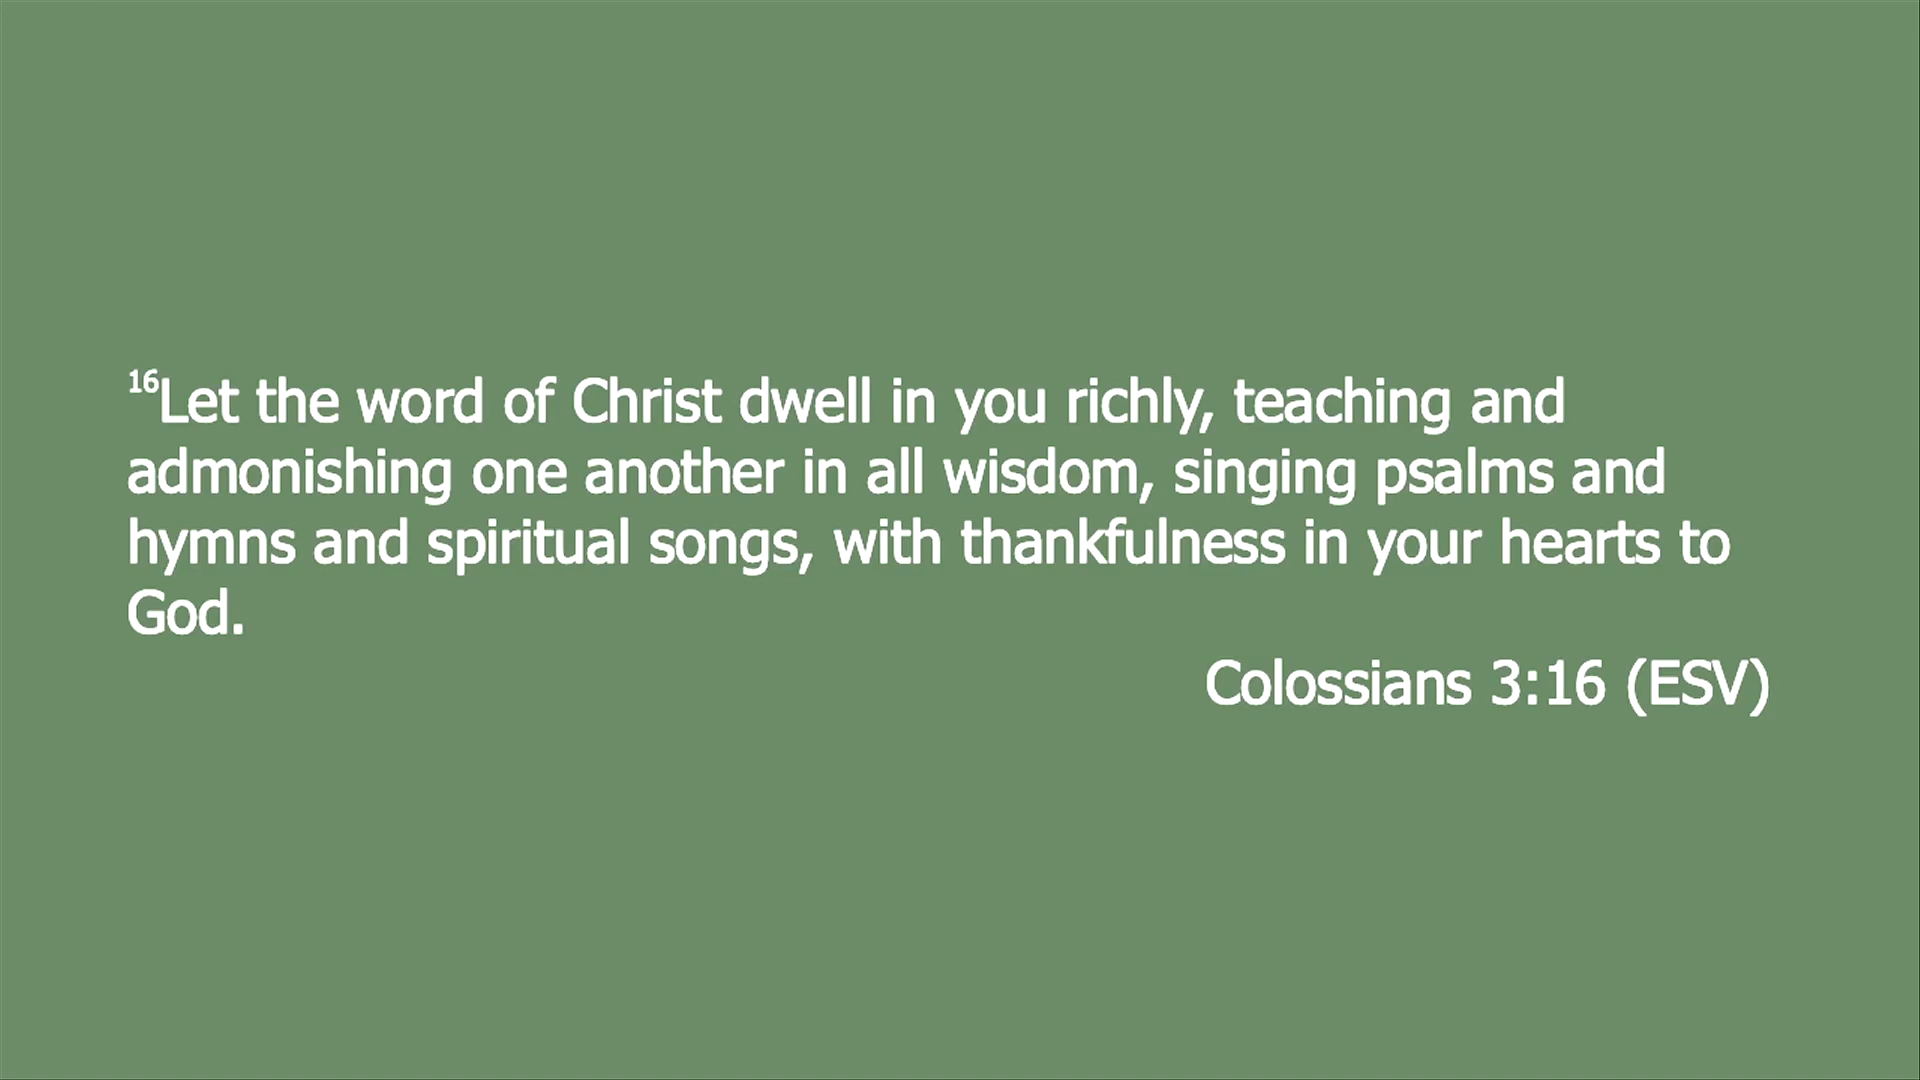 16Let the word of Christ dwell in you richly, teaching and
admonishing one another in all wisdom, singing psalms and
hymns and spiritual songs, with thankfulness in your hearts to
God.
Colossians 3:16 (ESV)